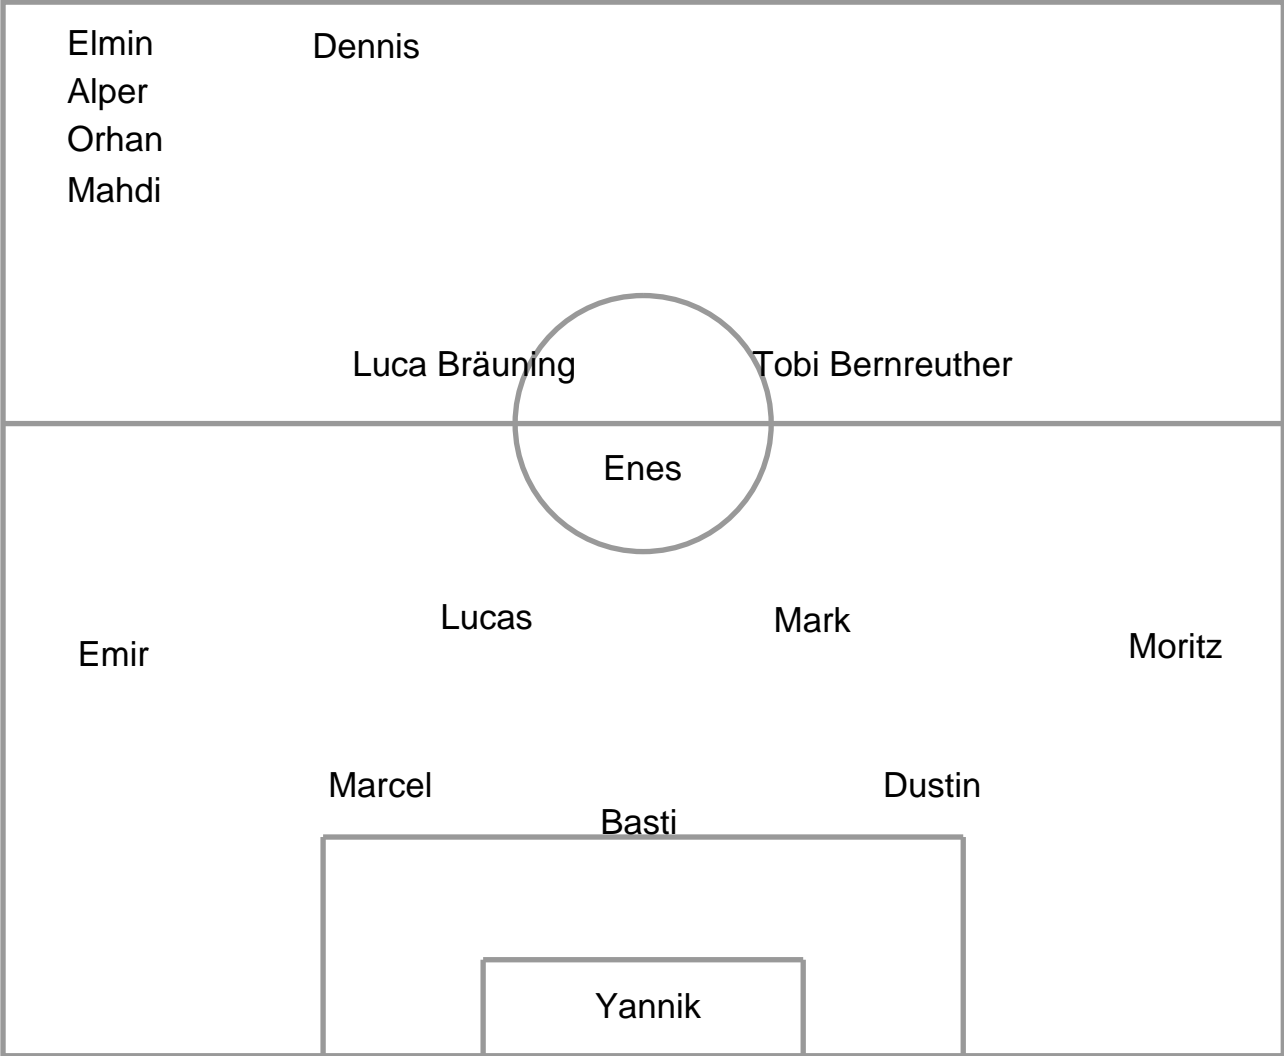 Elmin
Dennis
Alper
Orhan
Mahdi
Luca Bräuning
Tobi Bernreuther
Enes
Lucas
Mark
Emir
Moritz
Marcel
Dustin
Basti
Yannik